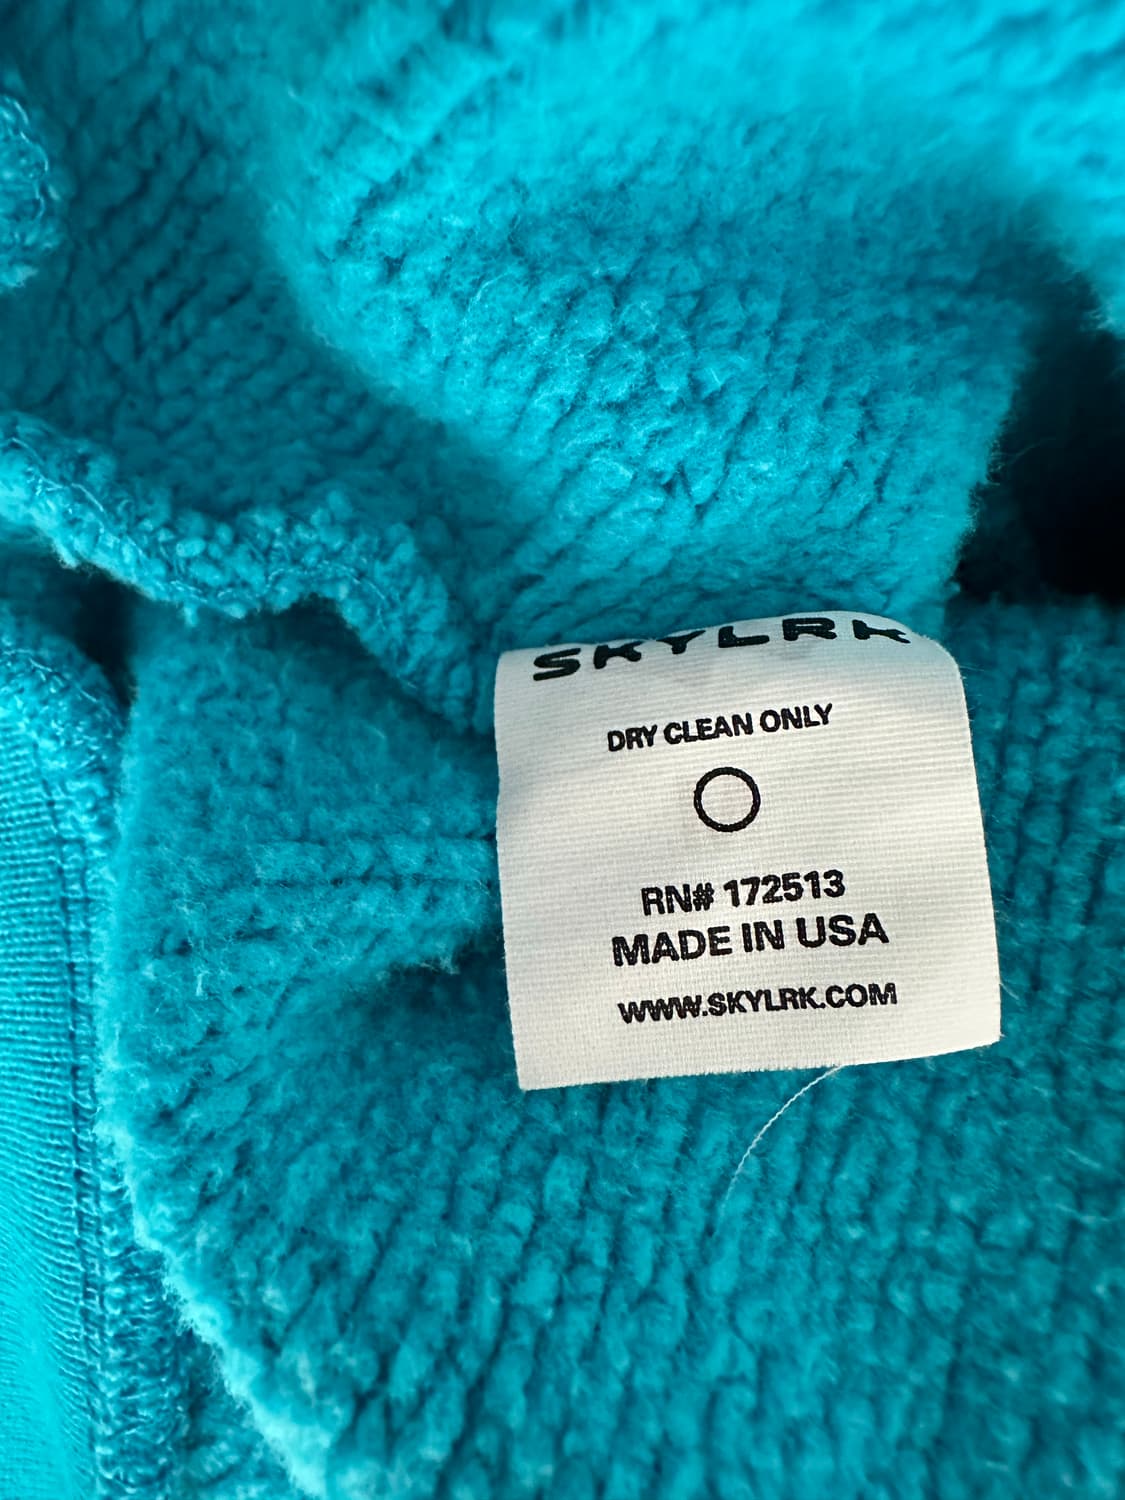 SKYLRK
DRY CLEAN ONLY
RN# 172513
MADE IN USA
WWW.SKYLRK.COM